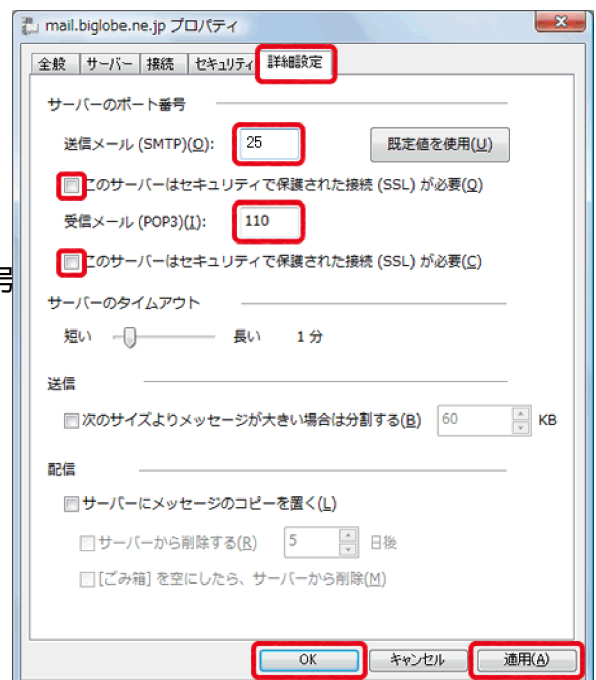 mail.biglobe.ne.jp プロパティ
全般 サーバー 接続 セキュリティ 詳細設定
サーバーのポート番号
送信メール (SMTP)(O): 25 既定値を使用(U)
このサーバーはセキュリティで保護された接続 (SSL) が必要(Q)
受信メール (POP3)(I): 110
このサーバーはセキュリティで保護された接続 (SSL) が必要(C)
サーバーのタイムアウト
短い 長い 1 分
送信
次のサイズよりメッセージが大きい場合は分割する(B) 60 KB
配信
サーバーにメッセージのコピーを置く(L)
サーバーから削除する(R) 5 日後
[ごみ箱] を空にしたら、サーバーから削除(M)
OK キャンセル 適用(A)